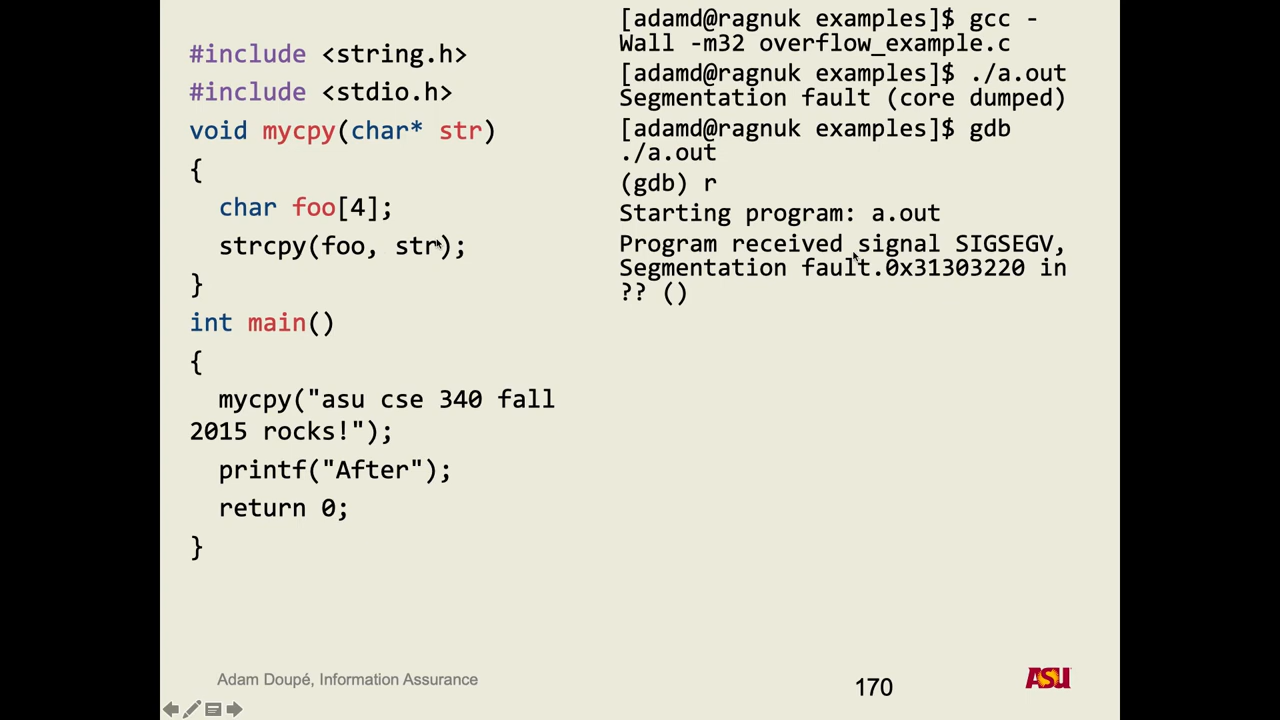 #include <string.h>
#include <stdio.h>
void mycpy(char* str)
{
char foo[4];
strcpy(foo, str);
}
int main()
{
mycpy("asu cse 340 fall
2015 rocks!");
printf("After");
return 0;
}
[adamd@ragnuk examples]$ gcc -
Wall -m32 overflow_example.c
[adamd@ragnuk examples]$ ./a.out
Segmentation fault (core dumped)
[adamd@ragnuk examples]$ gdb
./a.out
(gdb) r
Starting program: a.out
Program received signal SIGSEGV,
Segmentation fault.0x31303220 in
?? ()
Adam Doupé, Information Assurance
170
ASU